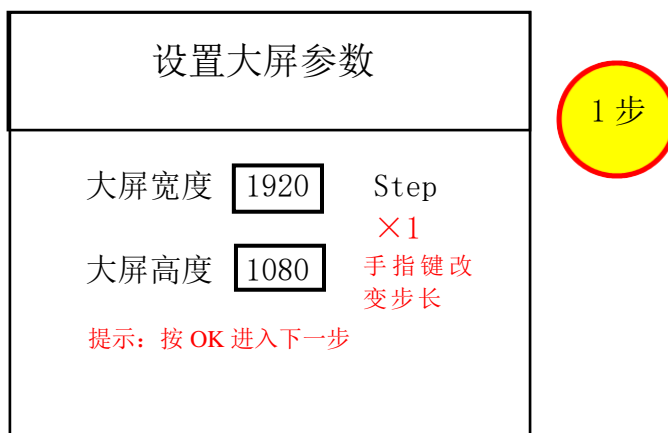 设置大屏参数
1步
大屏宽度 1920 Step
×1
大屏高度 1080 手指键改
变步长
提示：按 OK 进入下一步